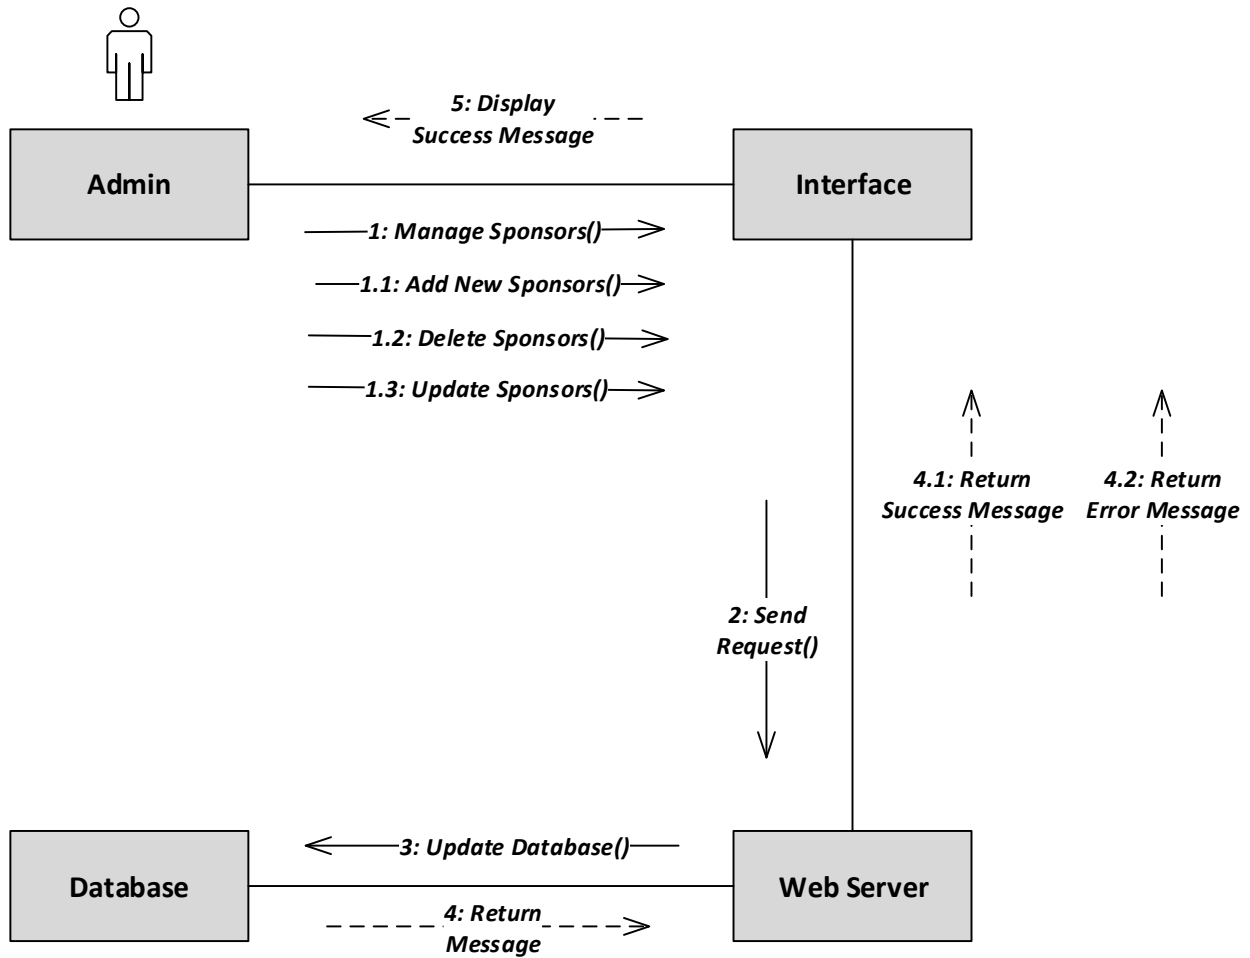 5: Display
Success Message
Admin
Interface
1: Manage Sponsors()
1.1: Add New Sponsors()
1.2: Delete Sponsors()
1.3: Update Sponsors()
4.1: Return
Success Message
4.2: Return
Error Message
2: Send
Request()
3: Update Database()
Database
Web Server
4: Return
Message